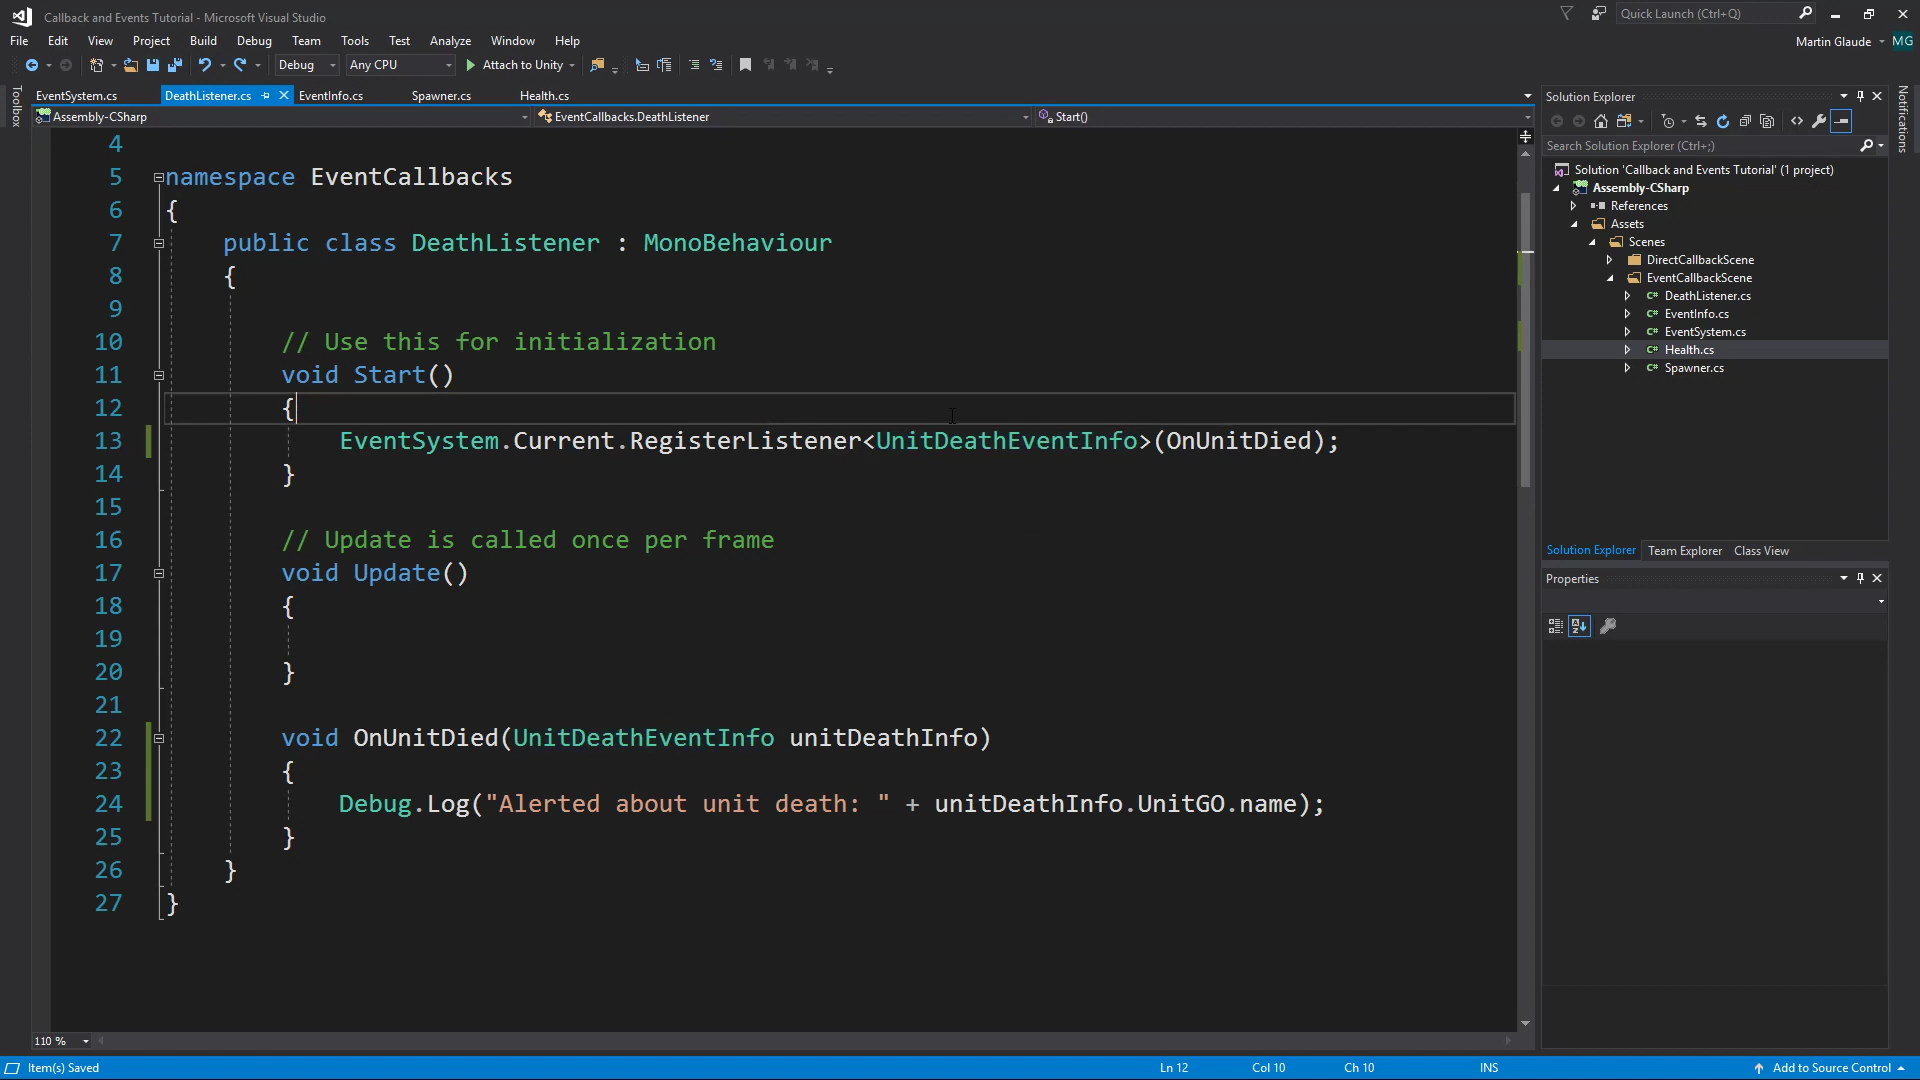 Callback and Events Tutorial - Microsoft Visual Studio
Quick Launch (Ctrl+Q)
File Edit View Project Build Debug Team Tools Test Analyze Window Help
Martin Glaude MG
Debug Any CPU Attach to Unity
Toolbox
EventSystem.cs DeathListener.cs EventInfo.cs Spawner.cs Health.cs
Assembly-CSharp EventCallbacks.DeathListener Start()
4
5 namespace EventCallbacks
6 {
7 public class DeathListener : MonoBehaviour
8 {
9
10 // Use this for initialization
11 void Start()
12 {
13 EventSystem.Current.RegisterListener<UnitDeathEventInfo>(OnUnitDied);
14 }
15
16 // Update is called once per frame
17 void Update()
18 {
19
20 }
21
22 void OnUnitDied(UnitDeathEventInfo unitDeathInfo)
23 {
24 Debug.Log("Alerted about unit death: " + unitDeathInfo.UnitGO.name);
25 }
26 }
27 }
110 %
Solution Explorer
Search Solution Explorer (Ctrl+;)
Solution 'Callback and Events Tutorial' (1 project)
Assembly-CSharp
References
Assets
Scenes
DirectCallbackScene
EventCallbackScene
C# DeathListener.cs
C# EventInfo.cs
C# EventSystem.cs
C# Health.cs
C# Spawner.cs
Solution Explorer Team Explorer Class View
Properties
Notifications
Item(s) Saved Ln 12 Col 10 Ch 10 INS Add to Source Control